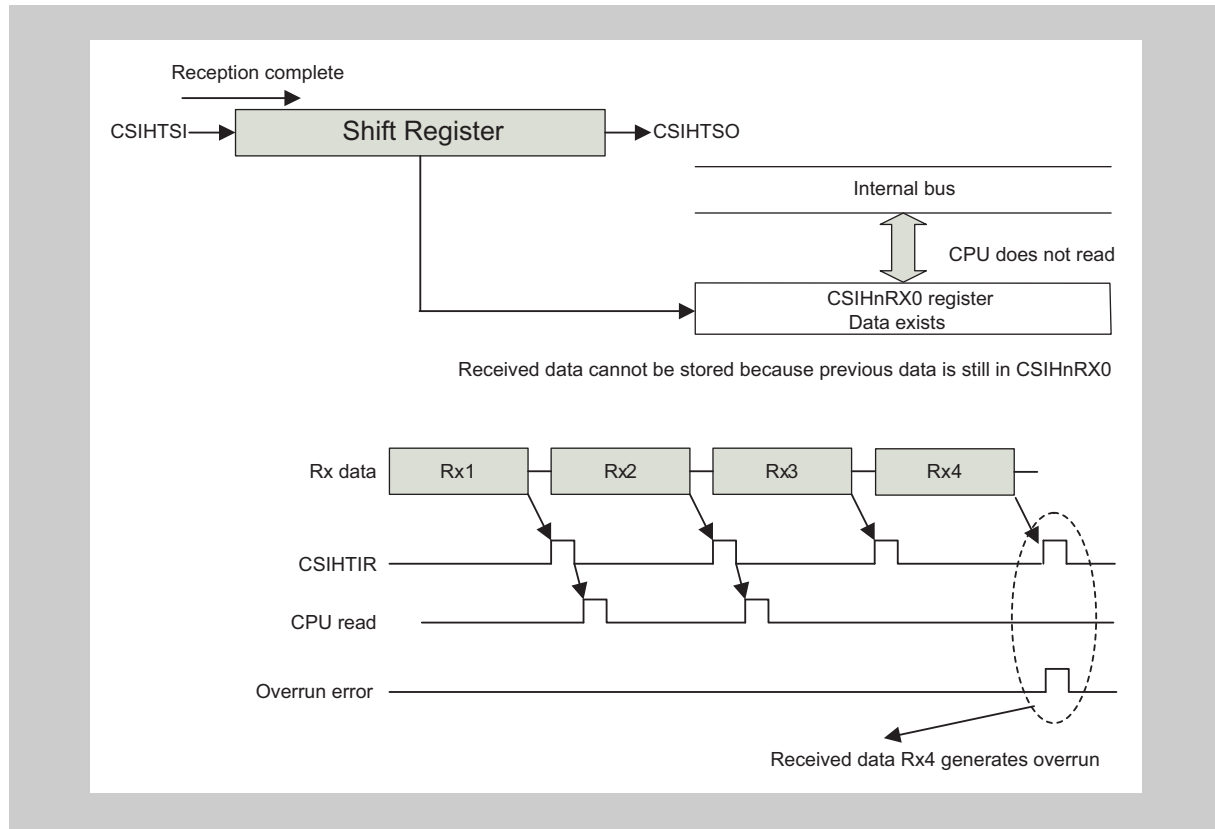 Reception complete
CSIHTSI
Shift Register
CSIHTSO
Internal bus
CPU does not read
CSIHnRX0 register
Data exists
Received data cannot be stored because previous data is still in CSIHnRX0
Rx data
Rx1
Rx2
Rx3
Rx4
CSIHTIR
CPU read
Overrun error
Received data Rx4 generates overrun